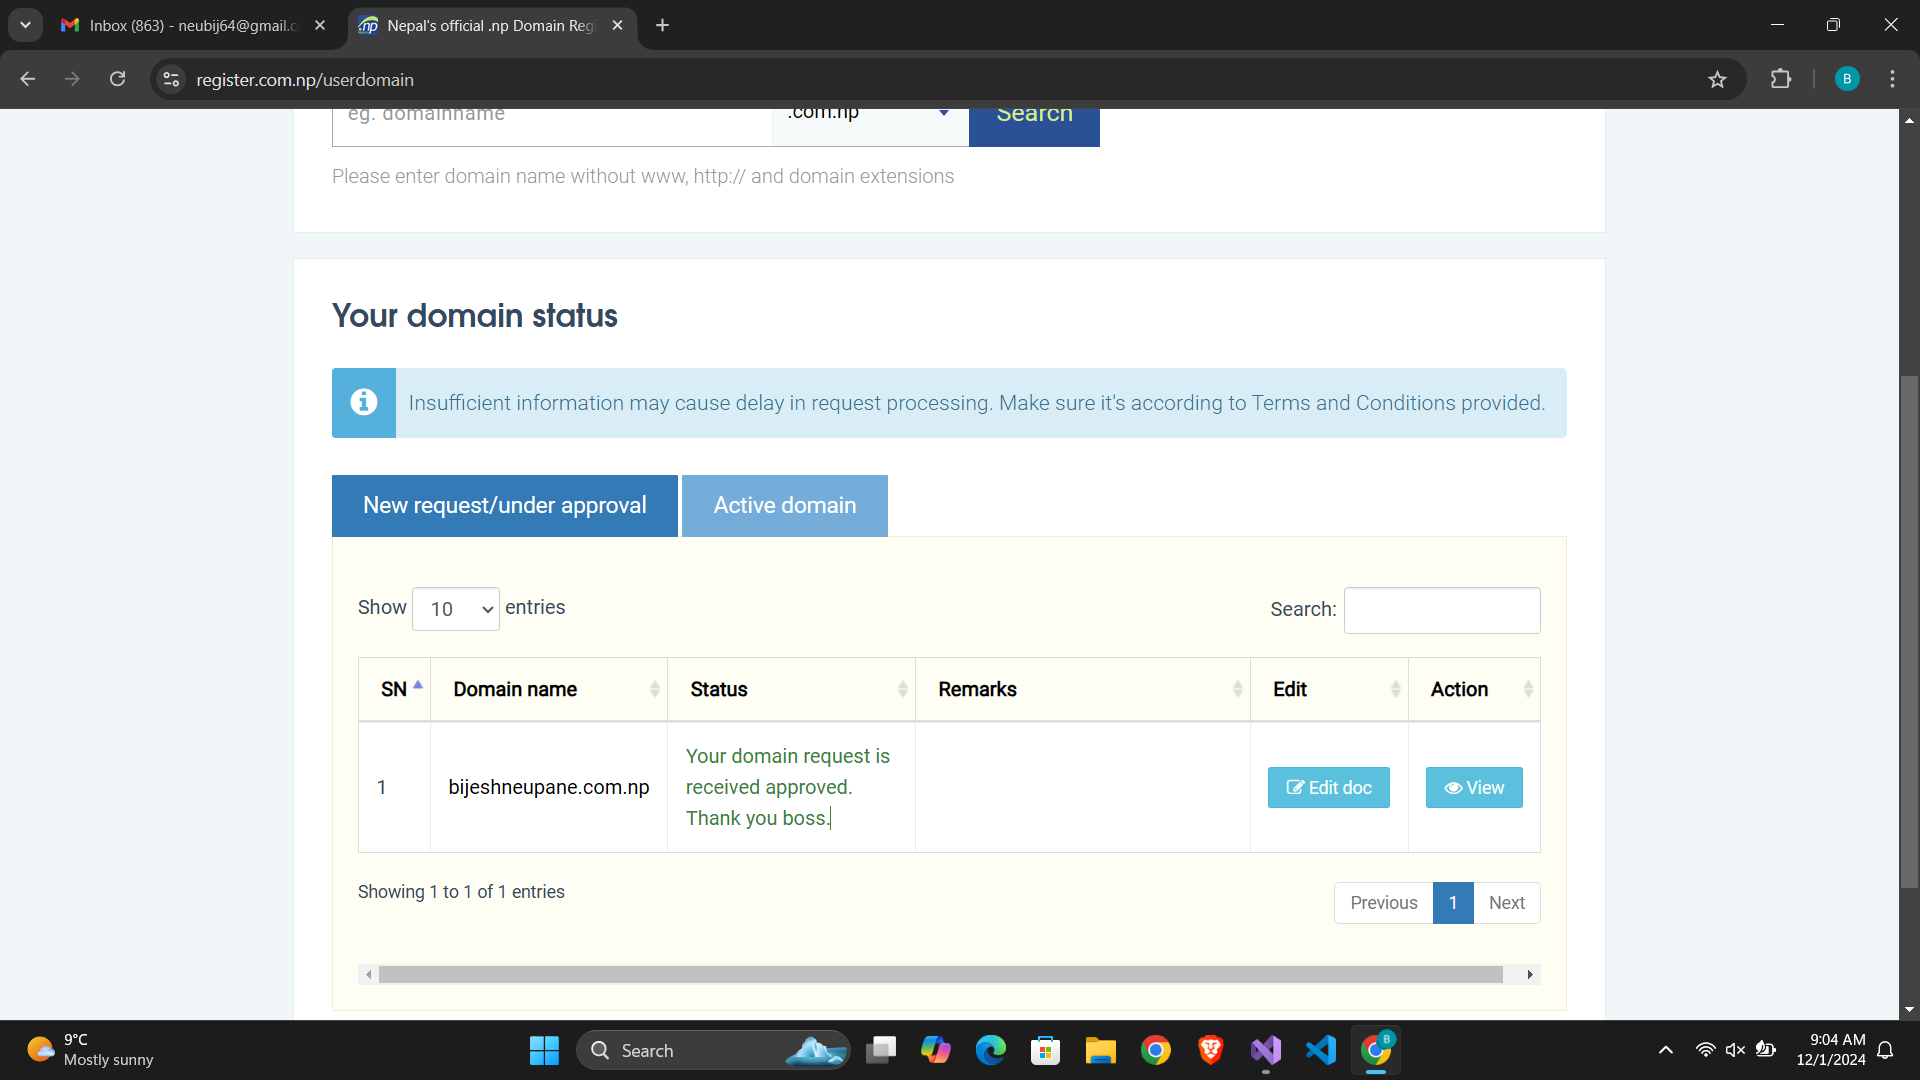 Inbox (863) - neubij64@gmail.c
Nepal's official .np Domain Reg
register.com.np/userdomain
B
eg. domainname
.com.np
Search
Please enter domain name without www, http:// and domain extensions
Your domain status
Insufficient information may cause delay in request processing. Make sure it's according to Terms and Conditions provided.
New request/under approval
Active domain
Show 10 entries
Search:
SN Domain name Status Remarks Edit Action
1 bijeshneupane.com.np
Your domain request is
received approved.
Thank you boss.
Edit doc
View
Showing 1 to 1 of 1 entries
Previous 1 Next
9°C
Mostly sunny
Search
B
9:04 AM
12/1/2024